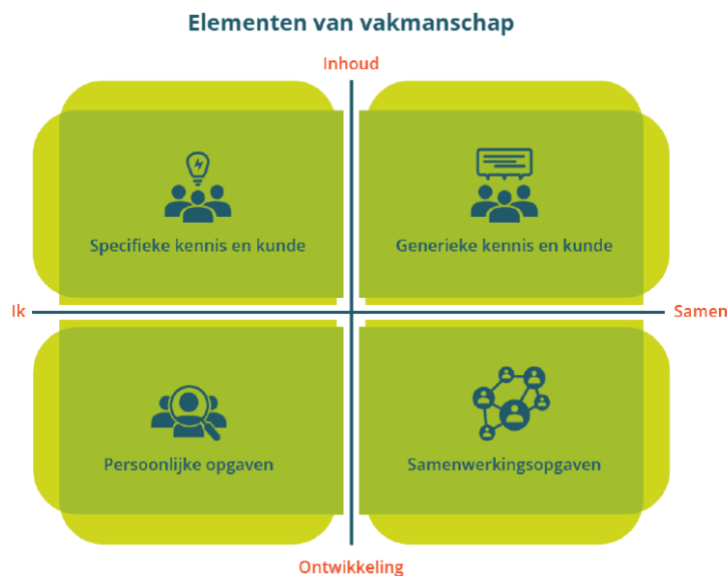 Elementen van vakmanschap
Inhoud
Specifieke kennis en kunde
Generieke kennis en kunde
Ik
Samen
Persoonlijke opgaven
Samenwerkingsopgaven
Ontwikkeling